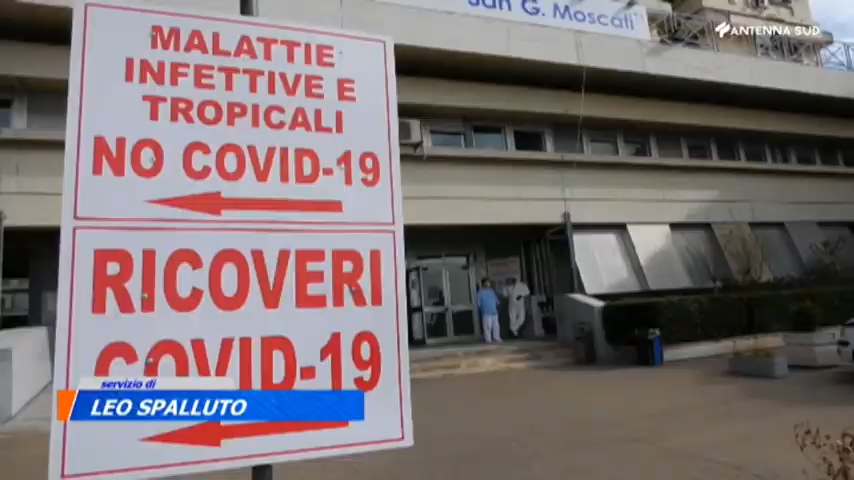 San G. Moscati
ANTENNA SUD
MALATTIE
INFETTIVE E
TROPICALI
NO COVID-19
RICOVERI
COVID-19
servizio di
LEO SPALLUTO